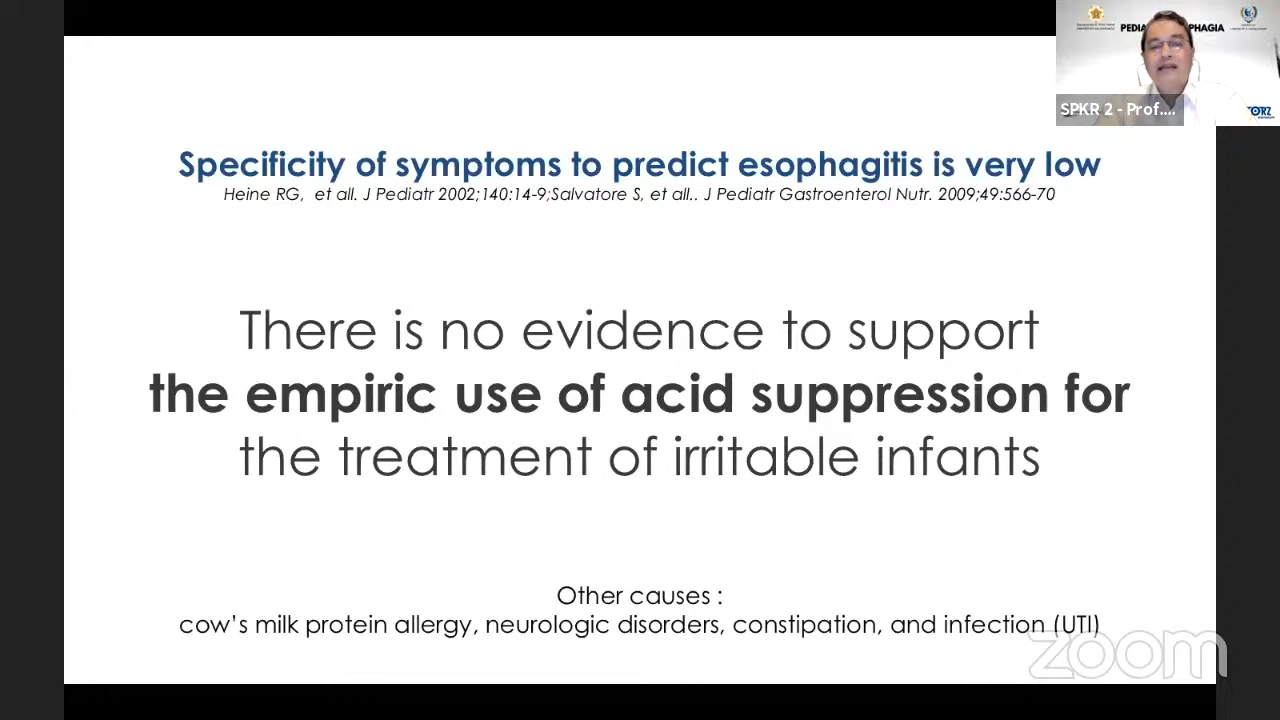 PEDIA
PHAGIA
SPKR 2 - Prof....
ORZ
Specificity of symptoms to predict esophagitis is very low
Heine RG, et all. J Pediatr 2002;140:14-9;Salvatore S, et all.. J Pediatr Gastroenterol Nutr. 2009;49:566-70
There is no evidence to support
the empiric use of acid suppression for
the treatment of irritable infants
Other causes :
cow's milk protein allergy, neurologic disorders, constipation, and infection (UTI)
zoom